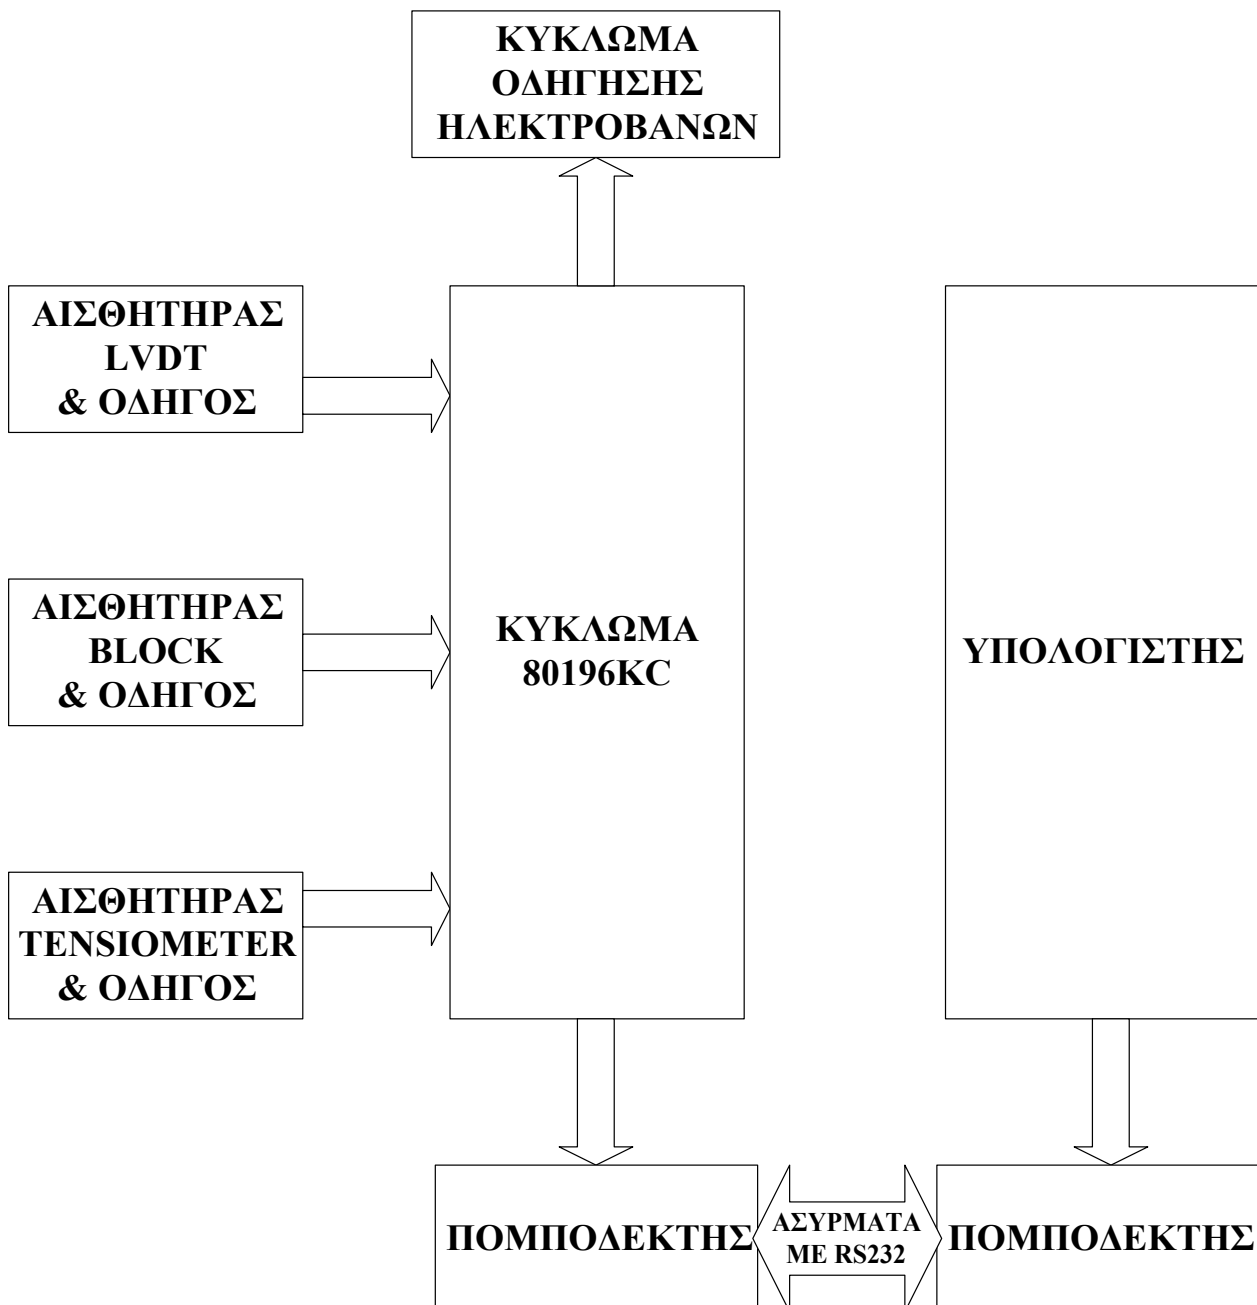 ΚΥΚΛΩΜΑ
ΟΔΗΓΗΣΗΣ
ΗΛΕΚΤΡΟΒΑΝΩΝ
ΑΙΣΘΗΤΗΡΑΣ
LVDT
& ΟΔΗΓΟΣ
ΑΙΣΘΗΤΗΡΑΣ
BLOCK
& ΟΔΗΓΟΣ
ΑΙΣΘΗΤΗΡΑΣ
TENSIOMETER
& ΟΔΗΓΟΣ
ΚΥΚΛΩΜΑ
80196KC
ΥΠΟΛΟΓΙΣΤΗΣ
ΠΟΜΠΟΔΕΚΤΗΣ
ΑΣΥΡΜΑΤΑ
ΜΕ RS232
ΠΟΜΠΟΔΕΚΤΗΣ